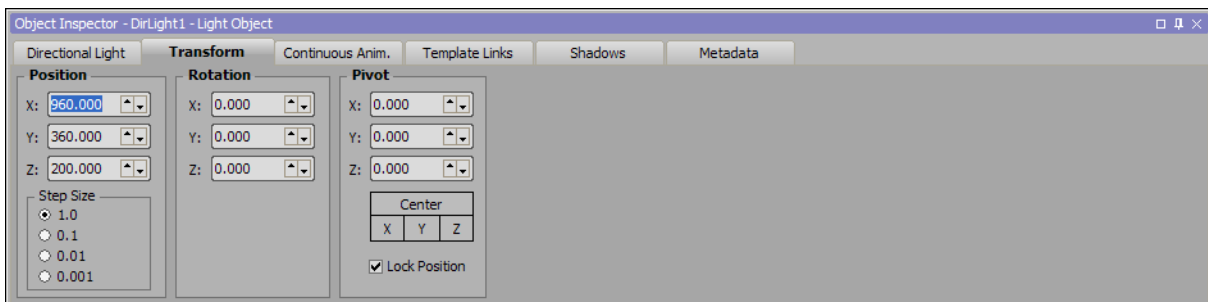 Object Inspector - DirLight1 - Light Object
Directional Light Transform Continuous Anim. Template Links Shadows Metadata
Position Rotation Pivot
X: 960.000 X: 0.000 X: 0.000
Y: 360.000 Y: 0.000 Y: 0.000
Z: 200.000 Z: 0.000 Z: 0.000
Step Size
1.0
0.1
0.01
0.001
Center
X Y Z
Lock Position